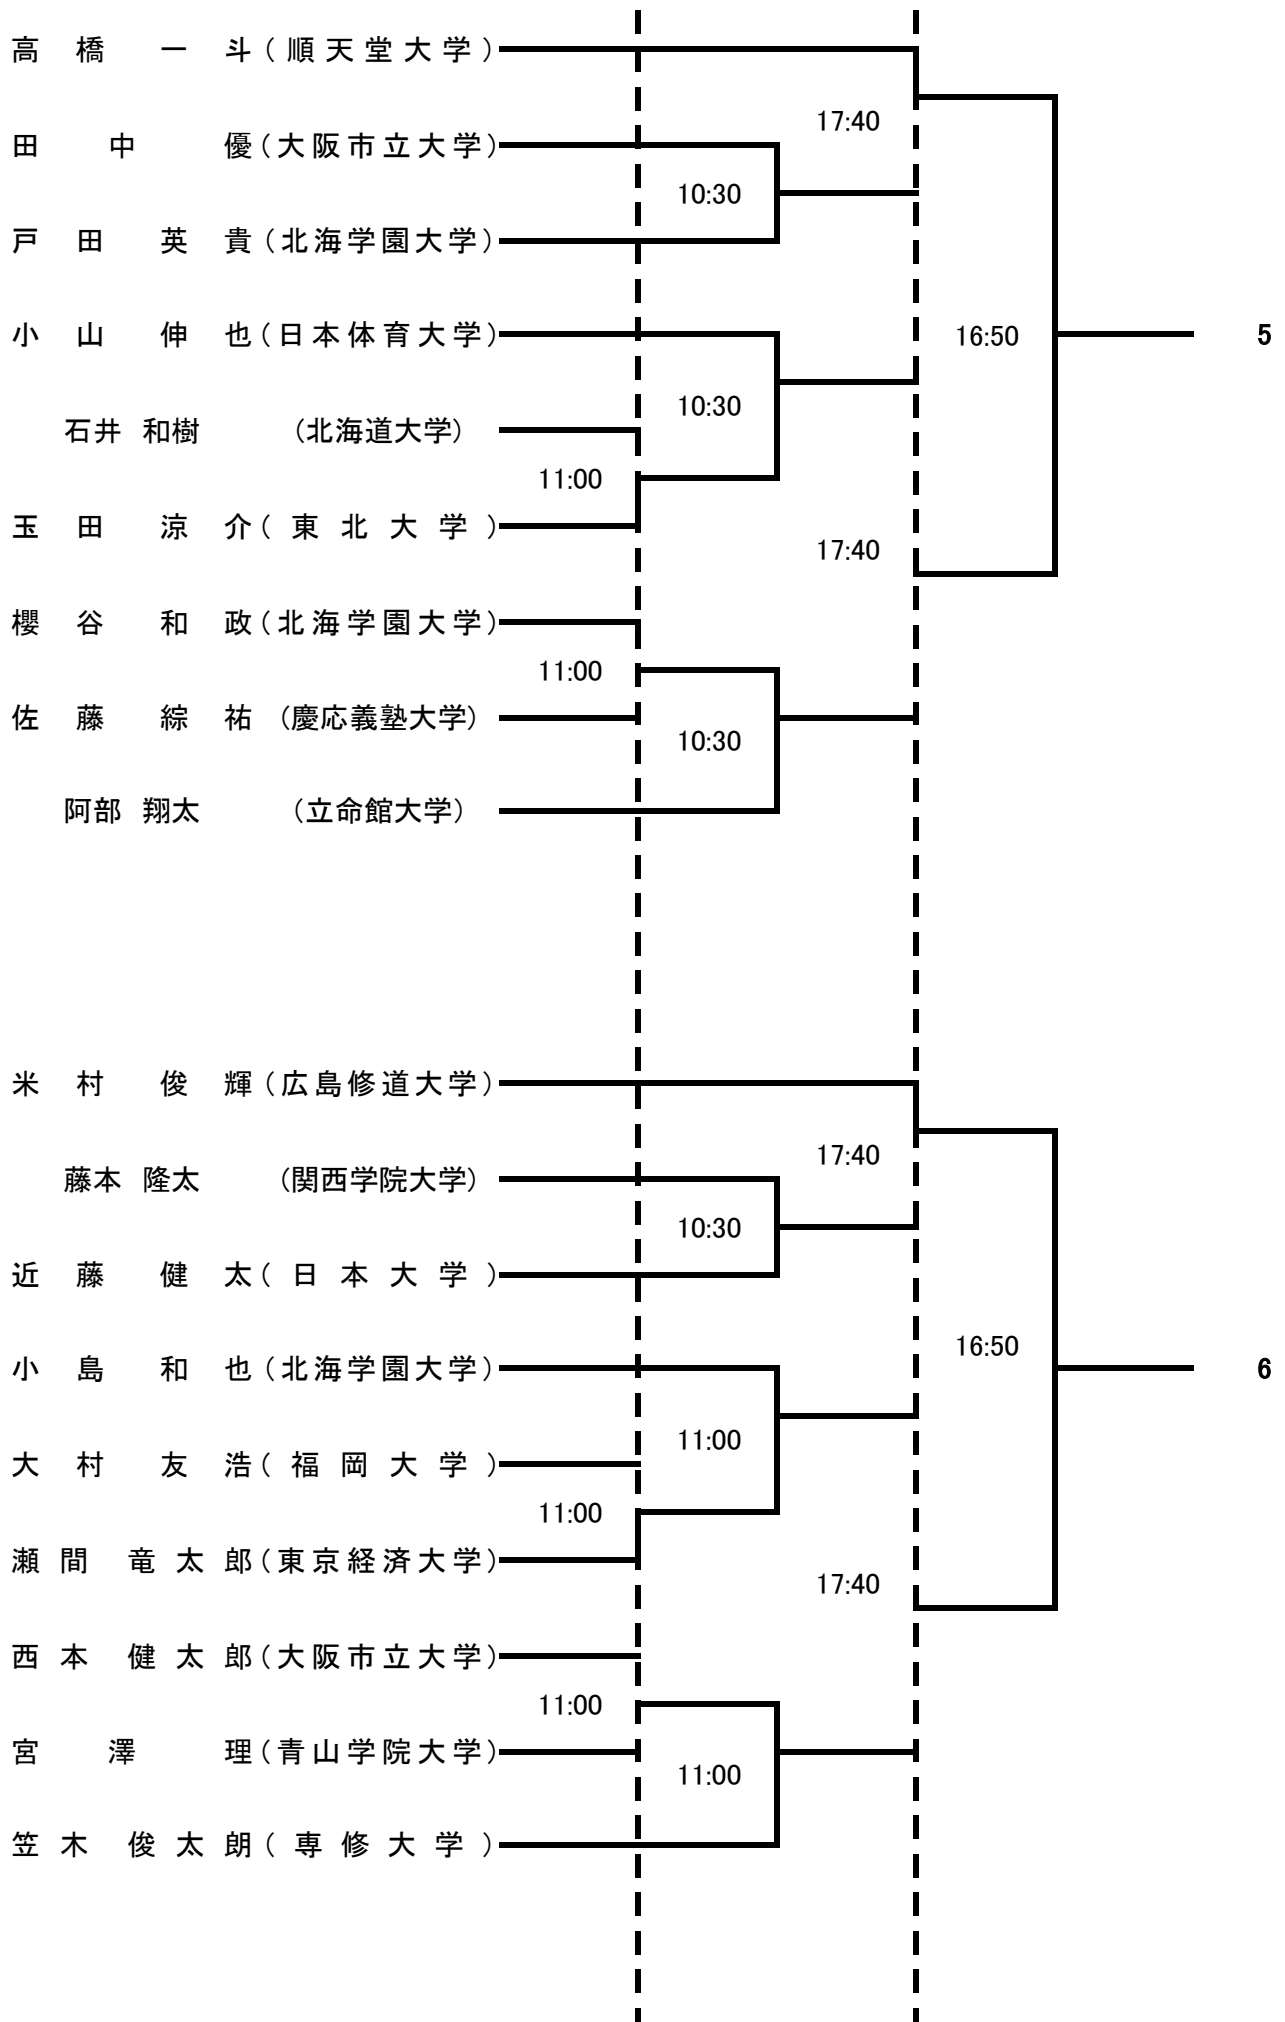 高橋 一斗(順天堂大学)
17:40
田中 優(大阪市立大学)
10:30
戸田 英貴(北海学園大学)
小山 伸也(日本体育大学)
16:50
5
10:30
石井 和樹 (北海道大学)
11:00
玉田 涼介(東北大学)
17:40
櫻谷 和政(北海学園大学)
11:00
佐藤 綜祐 (慶応義塾大学)
10:30
阿部 翔太 (立命館大学)
米村 俊輝(広島修道大学)
17:40
藤本 隆太 (関西学院大学)
10:30
近藤 健太(日本大学)
16:50
小島 和也(北海学園大学)
6
11:00
大村 友浩(福岡大学)
11:00
瀬間 竜太郎(東京経済大学)
17:40
西本 健太郎(大阪市立大学)
11:00
宮澤 理(青山学院大学)
11:00
笠木 俊太朗(専修大学)